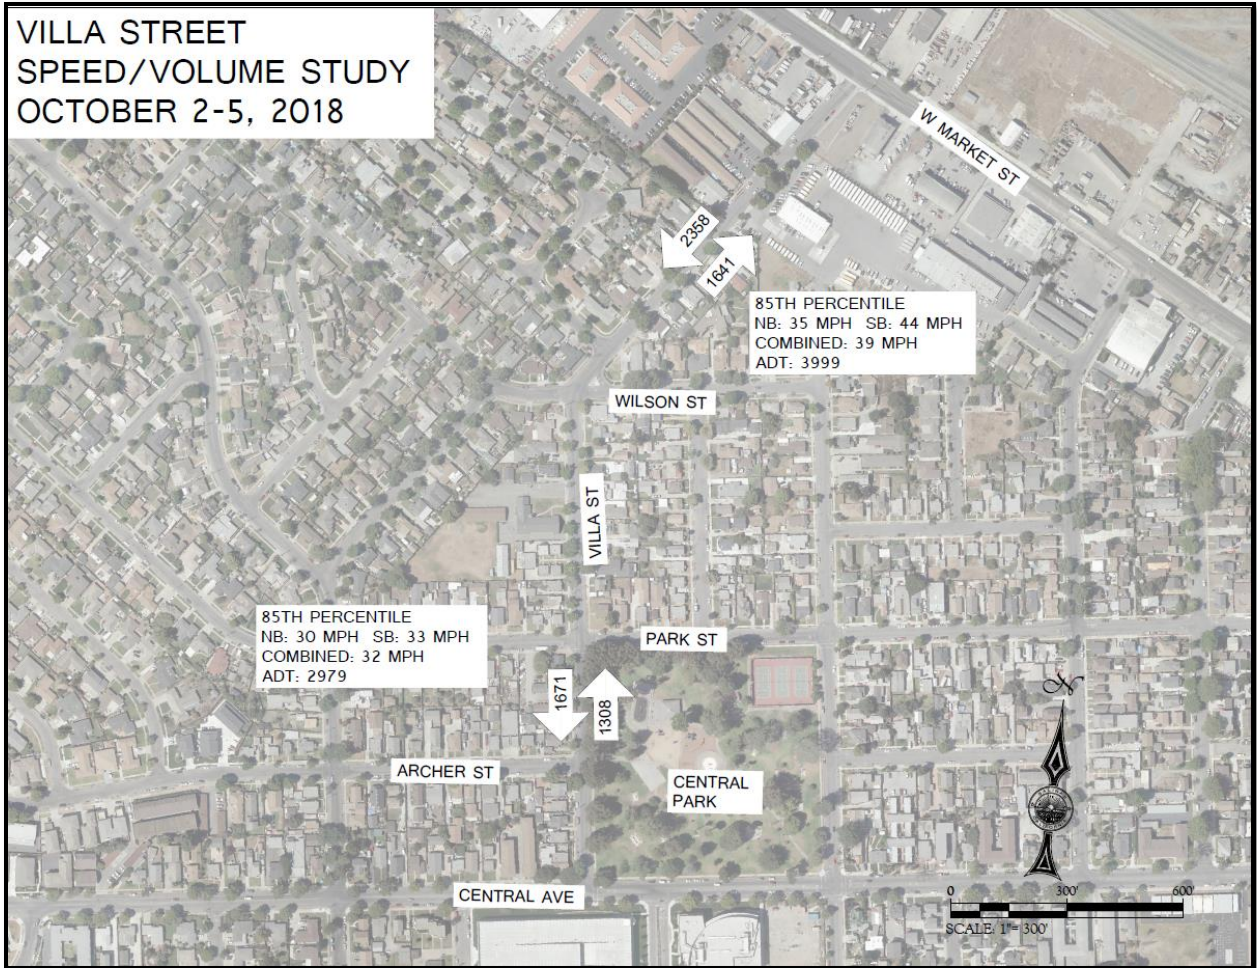 VILLA STREET
SPEED/VOLUME STUDY
OCTOBER 2-5, 2018
W MARKET ST
2358
1641
85TH PERCENTILE
NB: 35 MPH SB: 44 MPH
COMBINED: 39 MPH
ADT: 3999
WILSON ST
VILLA ST
85TH PERCENTILE
NB: 30 MPH SB: 33 MPH
COMBINED: 32 MPH
ADT: 2979
PARK ST
1671
1308
N
ARCHER ST
CENTRAL
PARK
CENTRAL AVE
0 300' 600'
SCALE: 1"= 300'